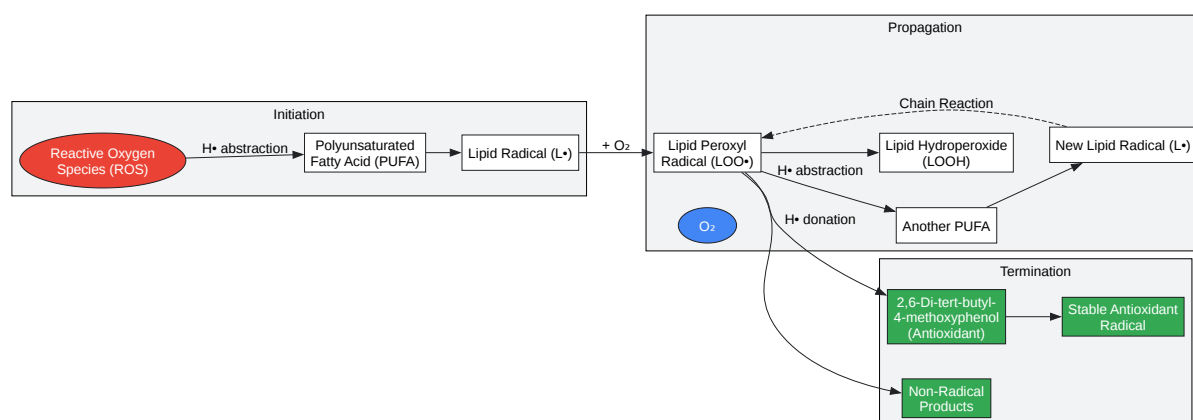 Propagation
Initiation
Chain Reaction
Reactive Oxygen
Species (ROS)
H• abstraction
Polyunsaturated
Fatty Acid (PUFA)
Lipid Radical (L•)
+ O₂
Lipid Peroxyl
Radical (LOO•)
Lipid Hydroperoxide
(LOOH)
New Lipid Radical (L•)
H• abstraction
O₂
H• donation
Another PUFA
Termination
2,6-Di-tert-butyl-
4-methoxyphenol
(Antioxidant)
Stable Antioxidant
Radical
Non-Radical
Products